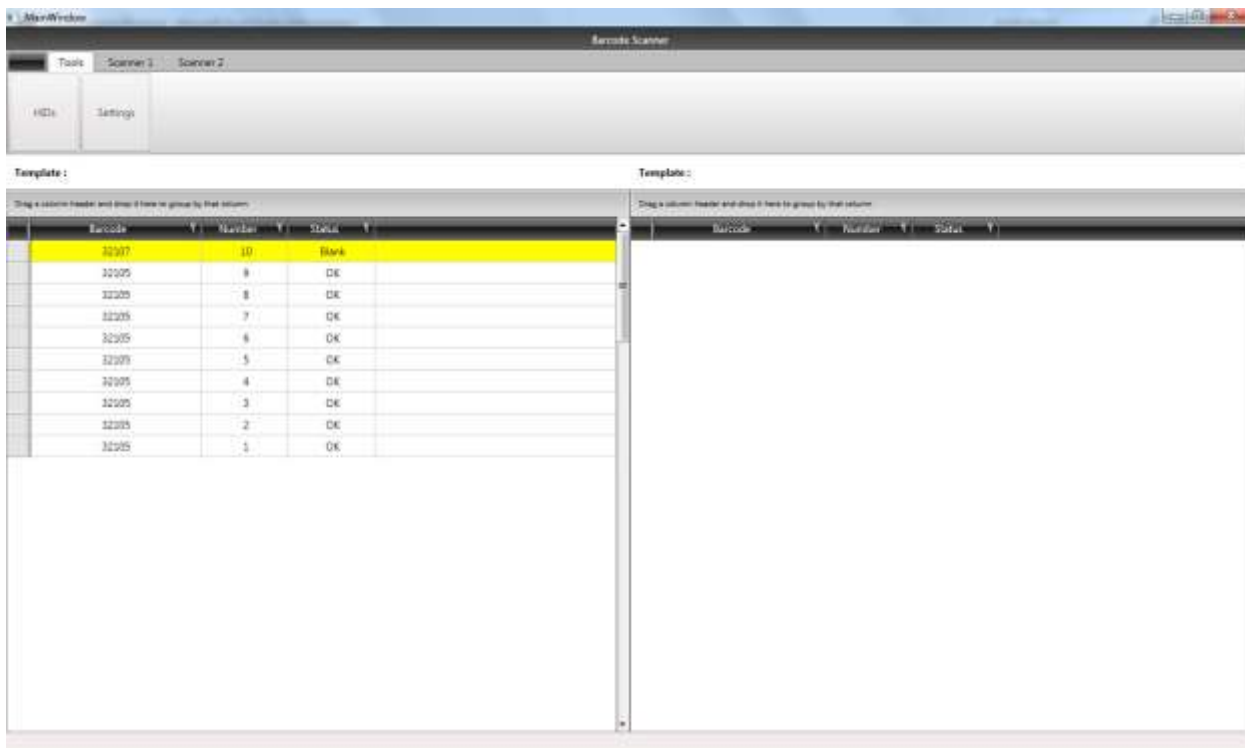 MainWindow
Barcode Scanner
Tools Scanner 1 Scanner 2
HIDs Settings
Template : Template :
Drag a column header and drop it here to group by that column Drag a column header and drop it here to group by that column
Barcode Number Status Barcode Number Status
32107 10 Blank
32105 9 OK
32105 8 OK
32105 7 OK
32105 6 OK
32105 5 OK
32105 4 OK
32105 3 OK
32105 2 OK
32105 1 OK